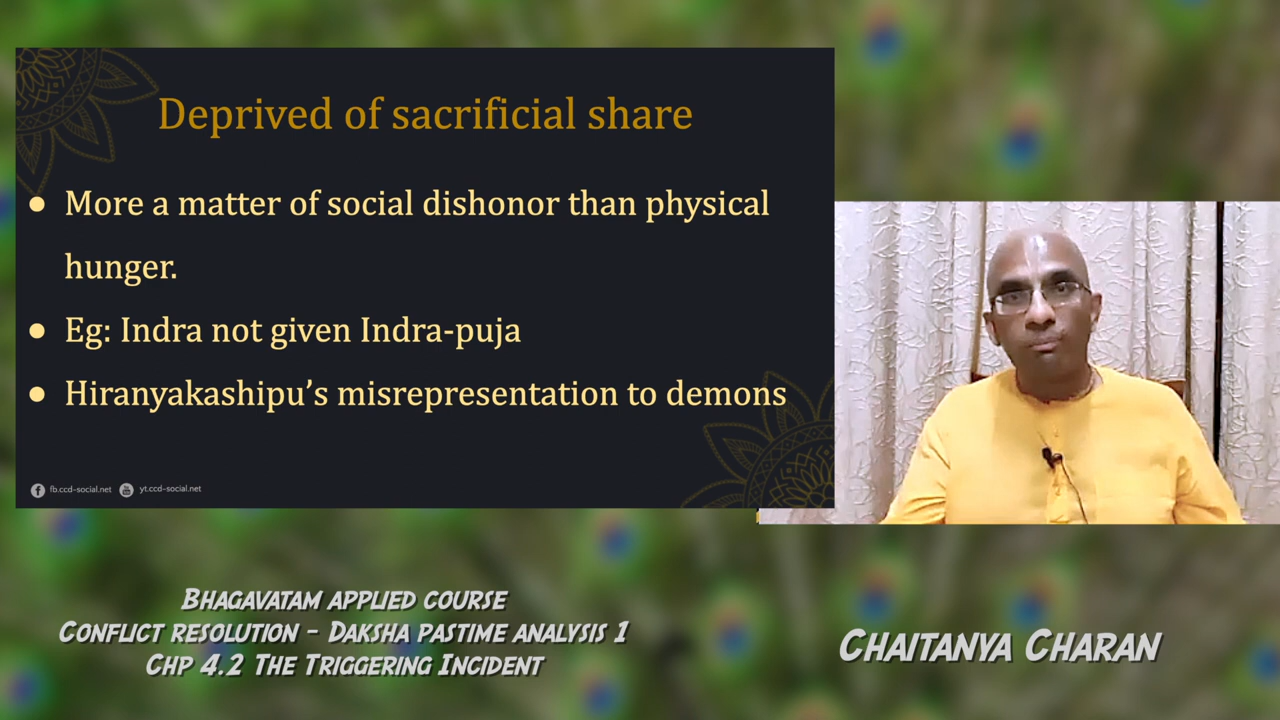 Deprived of sacrificial share
● More a matter of social dishonor than physical
hunger.
● Eg: Indra not given Indra-puja
● Hiranyakashipu’s misrepresentation to demons
fb.ccd-social.net yt.ccd-social.net
Bhagavatam applied course
Conflict resolution - Daksha pastime analysis 1
Chp 4.2 The Triggering Incident
Chaitanya Charan